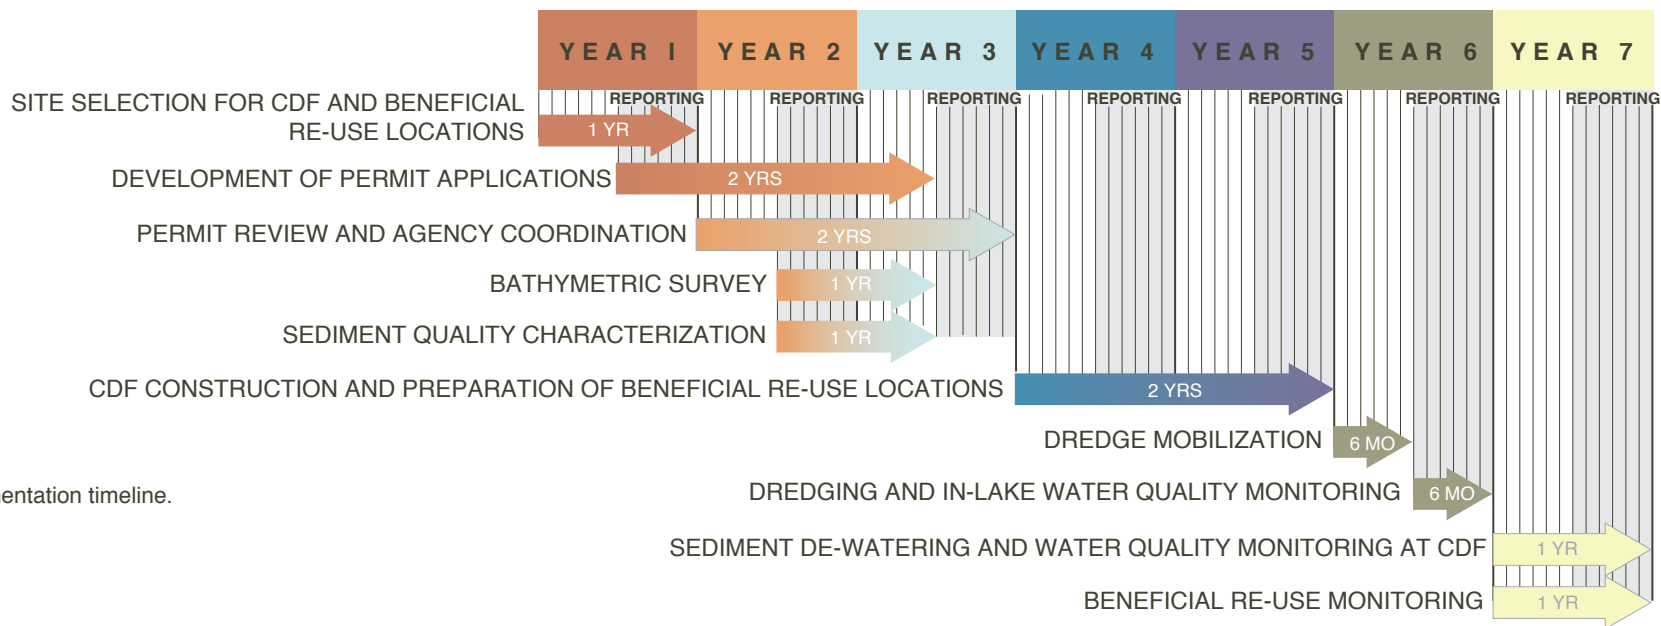 YEAR I YEAR 2 YEAR 3 YEAR 4 YEAR 5 YEAR 6 YEAR 7
REPORTING REPORTING REPORTING REPORTING REPORTING REPORTING REPORTING
SITE SELECTION FOR CDF AND BENEFICIAL
RE-USE LOCATIONS 1 YR
DEVELOPMENT OF PERMIT APPLICATIONS 2 YRS
PERMIT REVIEW AND AGENCY COORDINATION 2 YRS
BATHYMETRIC SURVEY 1 YR
SEDIMENT QUALITY CHARACTERIZATION 1 YR
CDF CONSTRUCTION AND PREPARATION OF BENEFICIAL RE-USE LOCATIONS 2 YRS
DREDGE MOBILIZATION 6 MO
DREDGING AND IN-LAKE WATER QUALITY MONITORING 6 MO
entation timeline.
SEDIMENT DE-WATERING AND WATER QUALITY MONITORING AT CDF 1 YR
BENEFICIAL RE-USE MONITORING 1 YR